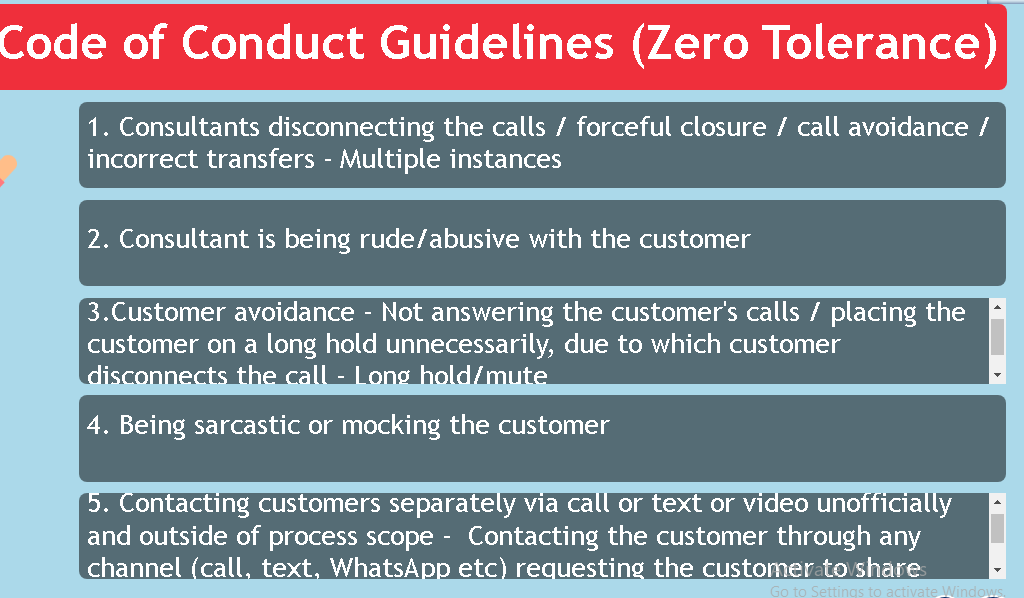 Code of Conduct Guidelines (Zero Tolerance)
1. Consultants disconnecting the calls / forceful closure / call avoidance /
incorrect transfers - Multiple instances
2. Consultant is being rude/abusive with the customer
3.Customer avoidance - Not answering the customer's calls / placing the
customer on a long hold unnecessarily, due to which customer
disconnects the call - Long hold/mute
4. Being sarcastic or mocking the customer
5. Contacting customers separately via call or text or video unofficially
and outside of process scope -  Contacting the customer through any
channel (call, text, WhatsApp etc) requesting the customer to share
Activate Windows
Go to Settings to activate Windows.